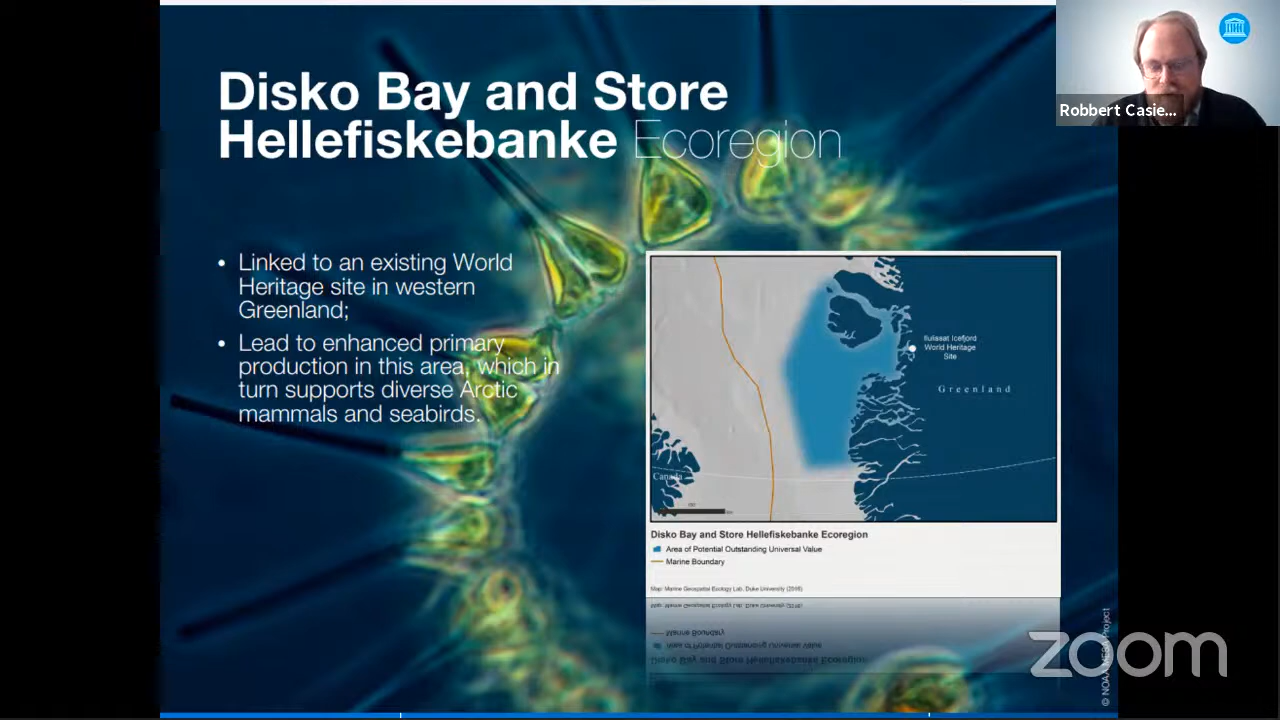 Disko Bay and Store
Hellefiskebanke Ecoregion
Robbert Casie...
• Linked to an existing World
Heritage site in western
Greenland;
• Lead to enhanced primary
production in this area, which in
turn supports diverse Arctic
mammals and seabirds.
Ilulissat Icefjord
World Heritage
Site
Greenland
Canada
Disko Bay and Store Hellefiskebanke Ecoregion
Area of Potential Outstanding Universal Value
Marine Boundary
Map: Marine Geospatial Ecology Lab, Duke University (2016)
zoom